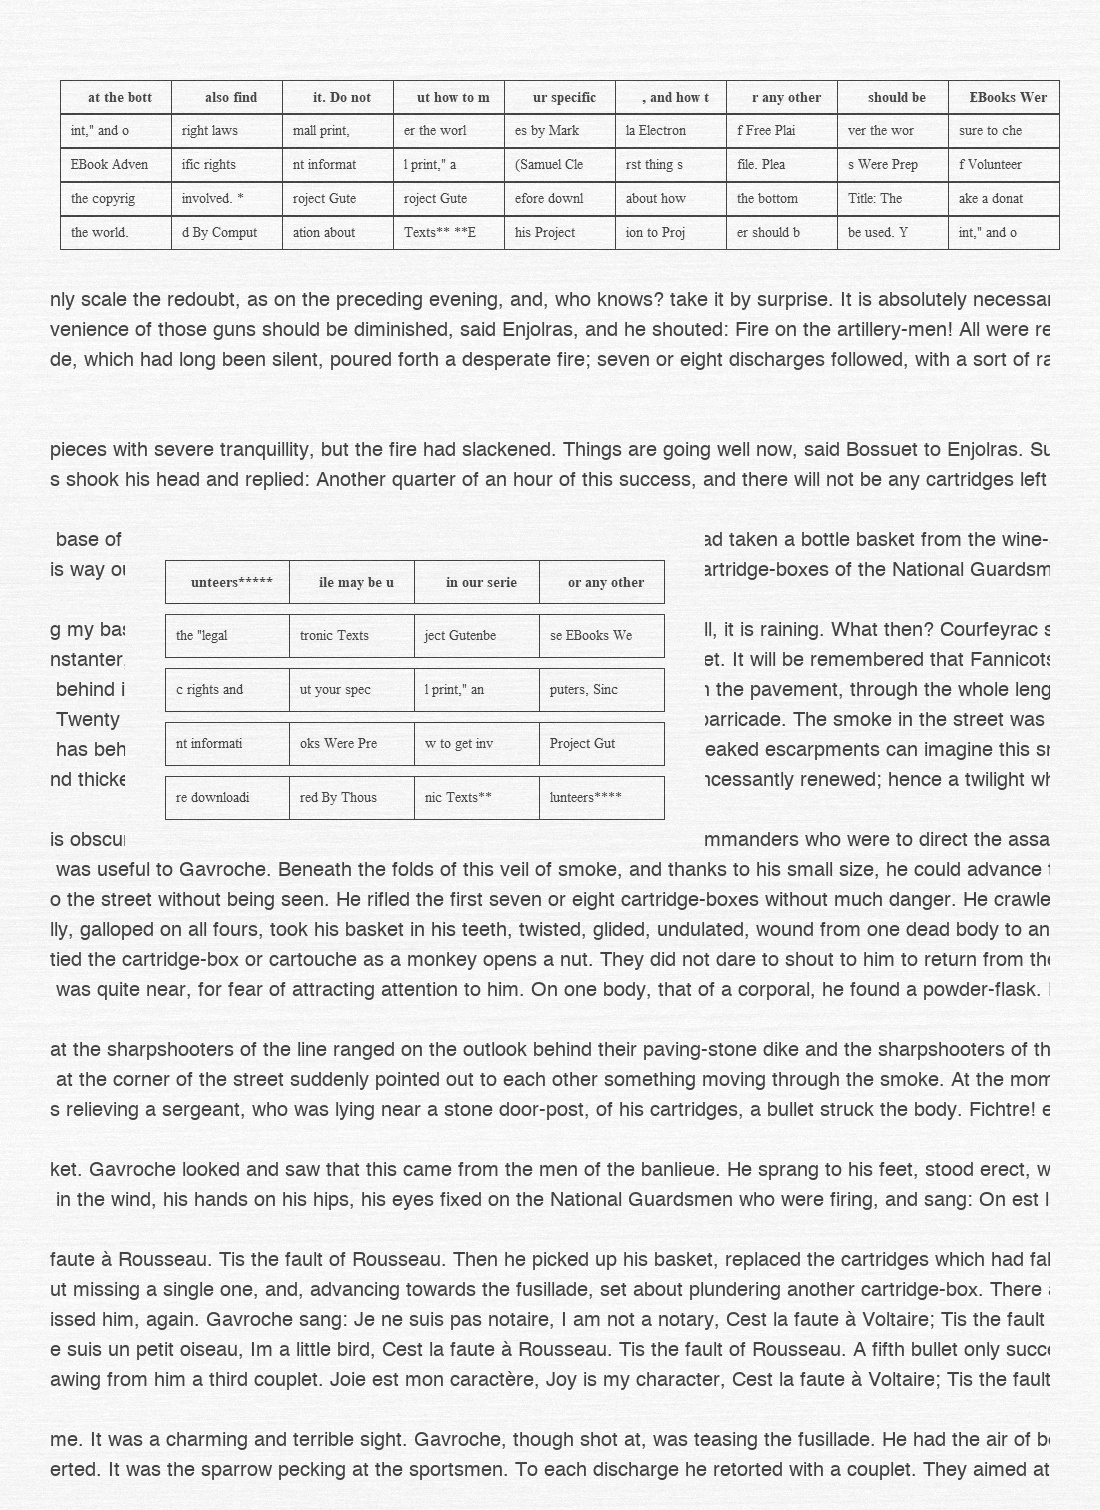 at the bott also find it. Do not ut how to m ur specific , and how t r any other should be EBooks Wer
int," and o right laws mall print, er the worl es by Mark la Electron f Free Plai ver the wor sure to che
EBook Adven ific rights nt informat l print," a (Samuel Cle rst thing s file. Plea s Were Prep f Volunteer
the copyrig involved. * roject Gute roject Gute efore downl about how the bottom Title: The ake a donat
the world. d By Comput ation about Texts** **E his Project ion to Proj er should b be used. Y int," and o
nly scale the redoubt, as on the preceding evening, and, who knows? take it by surprise. It is absolutely necessar
venience of those guns should be diminished, said Enjolras, and he shouted: Fire on the artillery-men! All were re
de, which had long been silent, poured forth a desperate fire; seven or eight discharges followed, with a sort of ra
pieces with severe tranquillity, but the fire had slackened. Things are going well now, said Bossuet to Enjolras. Su
s shook his head and replied: Another quarter of an hour of this success, and there will not be any cartridges left
base of
is way ou
g my bas
nstanter,
behind i
Twenty
has beh
nd thicke
is obscur
unteers***** ile may be u in our serie or any other
the "legal tronic Texts ject Gutenbe se EBooks We
c rights and ut your spec l print," an puters, Sinc
nt informati oks Were Pre w to get inv Project Gut
re downloadi red By Thous nic Texts** lunteers****
ad taken a bottle basket from the wine-
artridge-boxes of the National Guardsm
ll, it is raining. What then? Courfeyrac s
et. It will be remembered that Fannicots
n the pavement, through the whole leng
barricade. The smoke in the street was
eaked escarpments can imagine this sm
ncessantly renewed; hence a twilight wh
mmanders who were to direct the assa
was useful to Gavroche. Beneath the folds of this veil of smoke, and thanks to his small size, he could advance t
o the street without being seen. He rifled the first seven or eight cartridge-boxes without much danger. He crawle
lly, galloped on all fours, took his basket in his teeth, twisted, glided, undulated, wound from one dead body to an
tied the cartridge-box or cartouche as a monkey opens a nut. They did not dare to shout to him to return from the
was quite near, for fear of attracting attention to him. On one body, that of a corporal, he found a powder-flask.
at the sharpshooters of the line ranged on the outlook behind their paving-stone dike and the sharpshooters of th
at the corner of the street suddenly pointed out to each other something moving through the smoke. At the mom
s relieving a sergeant, who was lying near a stone door-post, of his cartridges, a bullet struck the body. Fichtre! e
ket. Gavroche looked and saw that this came from the men of the banlieue. He sprang to his feet, stood erect, w
in the wind, his hands on his hips, his eyes fixed on the National Guardsmen who were firing, and sang: On est l
faute à Rousseau. Tis the fault of Rousseau. Then he picked up his basket, replaced the cartridges which had fal
ut missing a single one, and, advancing towards the fusillade, set about plundering another cartridge-box. There a
issed him, again. Gavroche sang: Je ne suis pas notaire, I am not a notary, Cest la faute à Voltaire; Tis the fault
e suis un petit oiseau, Im a little bird, Cest la faute à Rousseau. Tis the fault of Rousseau. A fifth bullet only succe
awing from him a third couplet. Joie est mon caractère, Joy is my character, Cest la faute à Voltaire; Tis the fault
me. It was a charming and terrible sight. Gavroche, though shot at, was teasing the fusillade. He had the air of be
erted. It was the sparrow pecking at the sportsmen. To each discharge he retorted with a couplet. They aimed at